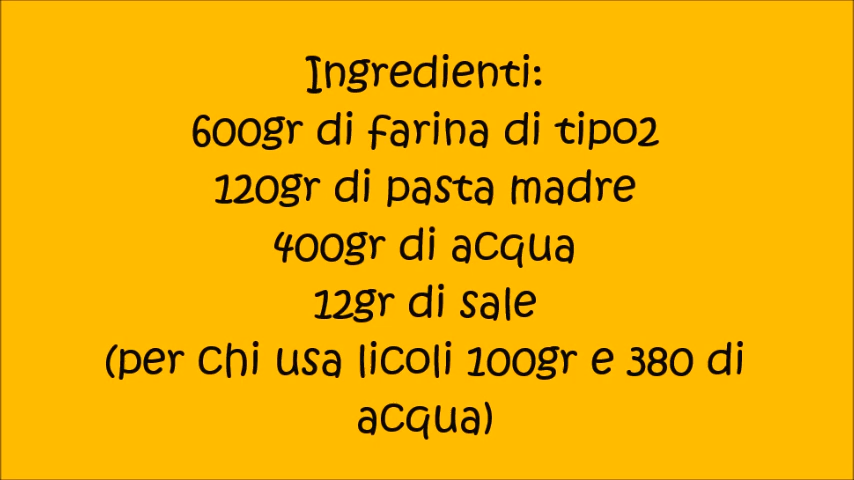 Ingredienti:
600gr di farina di tipo2
120gr di pasta madre
400gr di acqua
12gr di sale
(per chi usa licoli 100gr e 380 di
acqua)